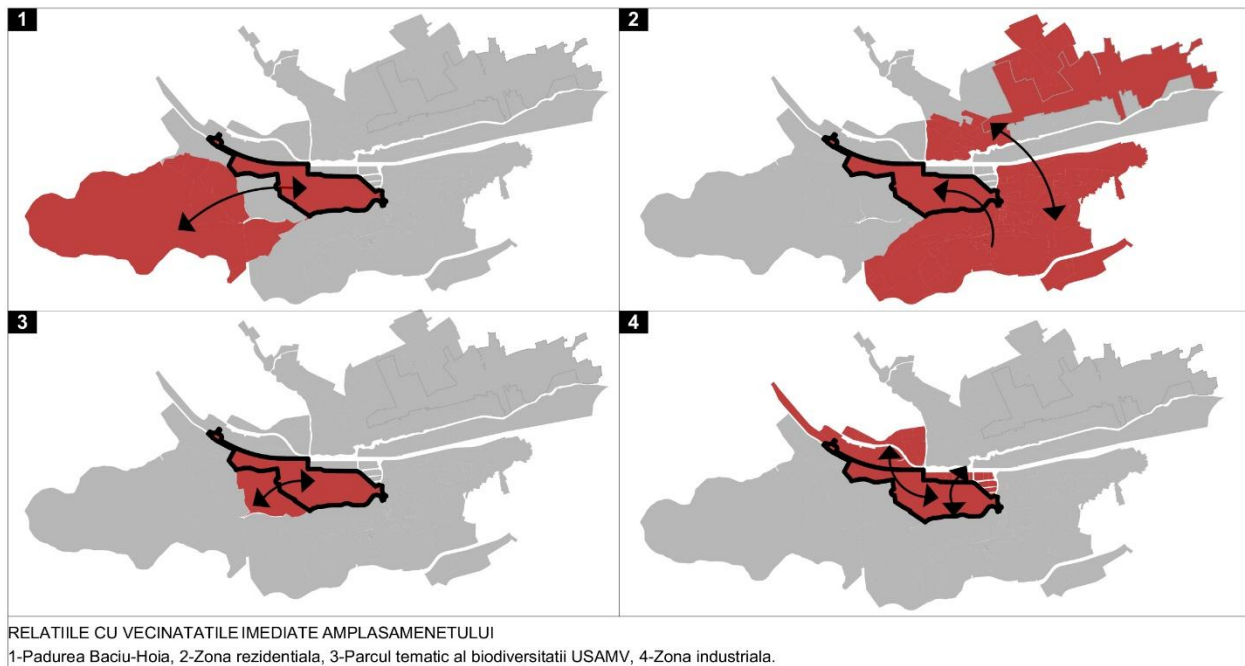 1
2
3
4
RELATIILE CU VECINATATILE IMEDIATE AMPLASAMENETULUI
1-Padurea Baciu-Hoia, 2-Zona rezidentiala, 3-Parcul tematic al biodiversitatii USAMV, 4-Zona industriala.